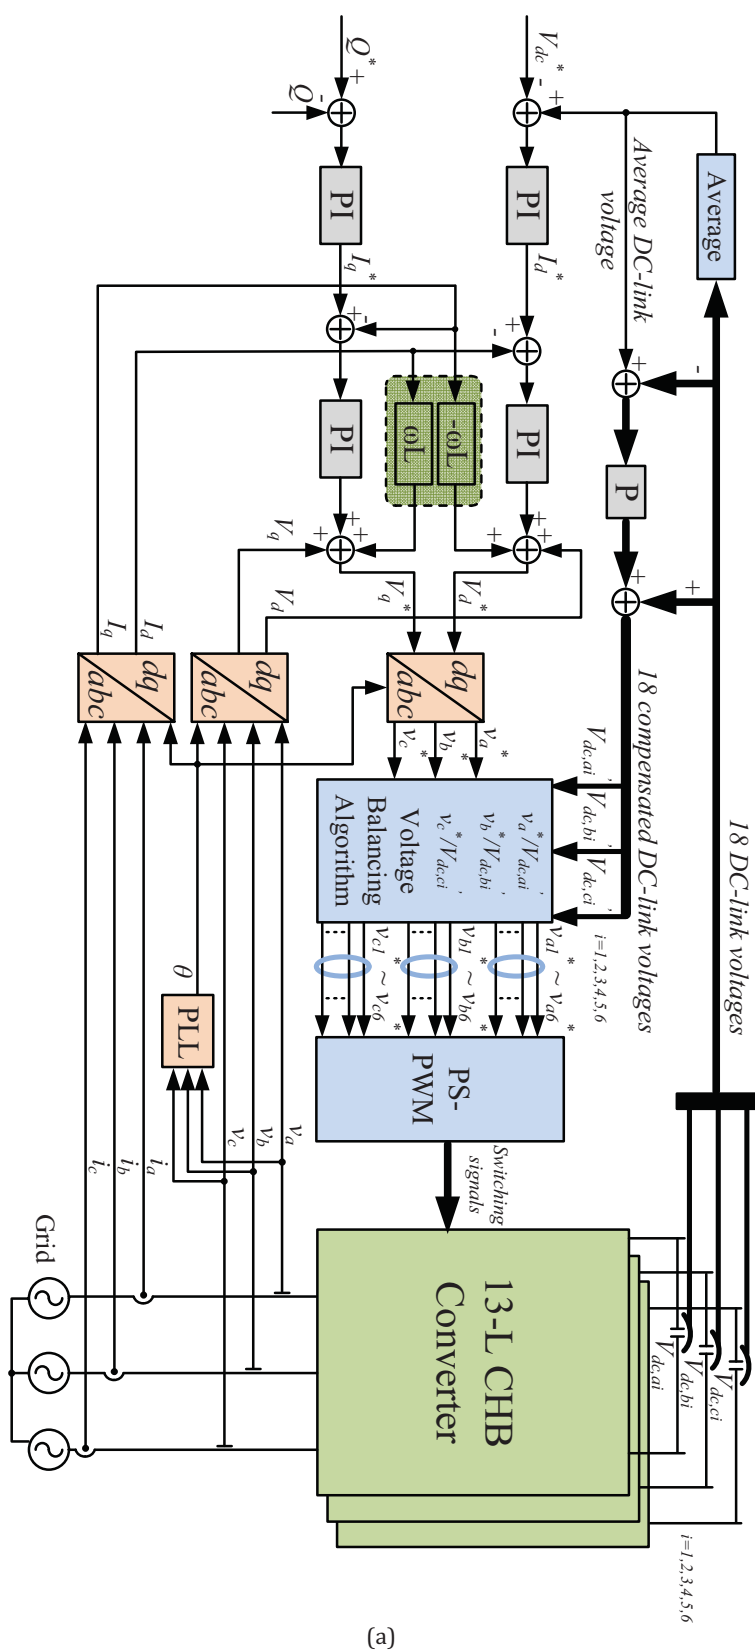 18 DC-link voltages
Average
Average DC-link
voltage
+
-
P
+
+
18 compensated DC-link voltages
V_dc,ai' V_dc,bi' V_dc,ci'
i=1,2,3,4,5,6
V_dc*
-
+
PI
I_d*
+
-
PI
+
+
+
V_d*
-ωL
ωL
Q*
+
Q
-
PI
I_q*
+
-
PI
+
+
+
V_q*
V_q
V_d
I_d
I_q
dq
abc
v_a*
v_b*
v_c*
dq
abc
dq
abc
v_a*/V_dc,ai'
v_b*/V_dc,bi'
v_c*/V_dc,ci'
Voltage
Balancing
Algorithm
v_a1* ~ v_a6*
v_b1* ~ v_b6*
v_c1* ~ v_c6*
PS-
PWM
Switching
signals
13-L CHB
Converter
V_dc,ai
V_dc,bi
V_dc,ci
i=1,2,3,4,5,6
θ
PLL
v_a
v_b
v_c
i_a
i_b
i_c
Grid
(a)